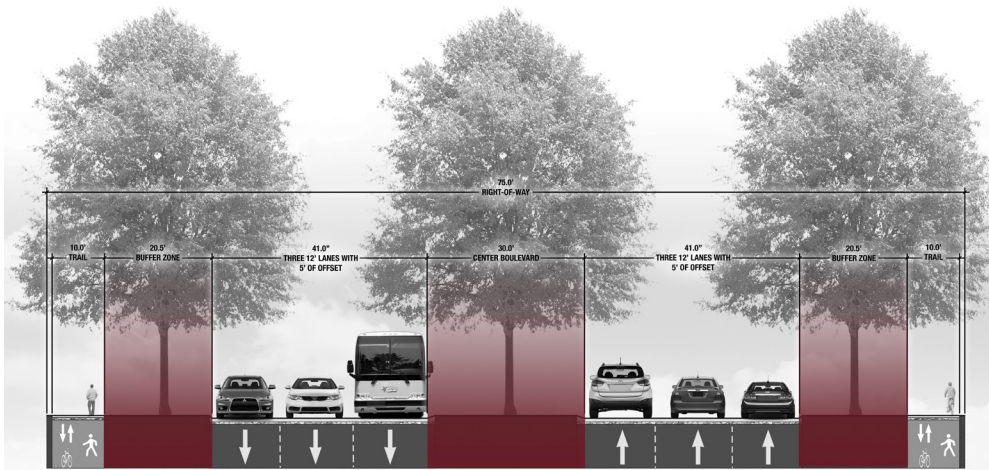 75.0'
RIGHT-OF-WAY
10.0'
TRAIL
20.5'
BUFFER ZONE
41.0"
THREE 12' LANES WITH
5' OF OFFSET
30.0'
CENTER BOULEVARD
41.0"
THREE 12' LANES WITH
5' OF OFFSET
20.5'
BUFFER ZONE
10.0'
TRAIL